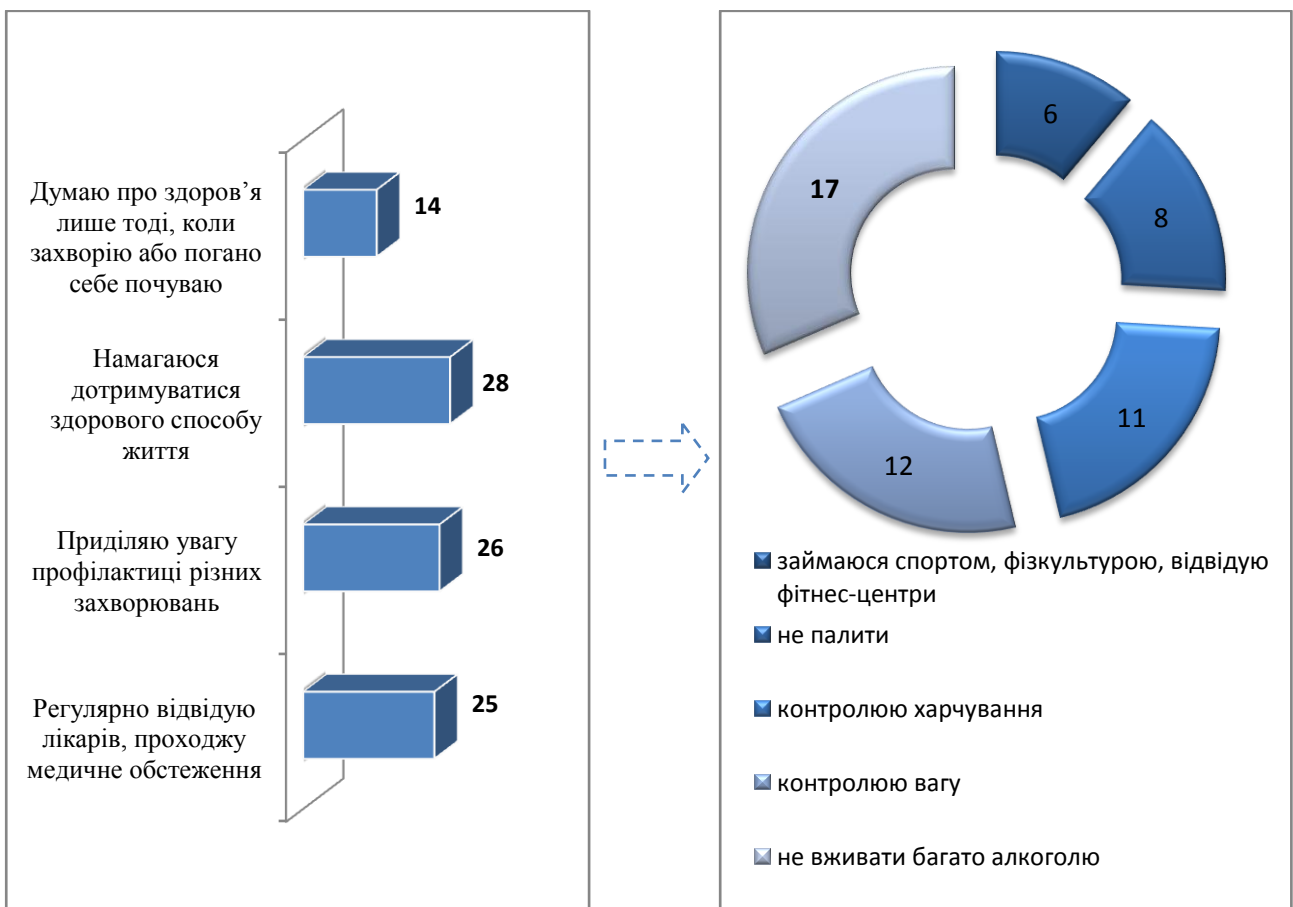 Думаю про здоров’я
лише тоді, коли
захворію або погано
себе почуваю
14
Намагаюся
дотримуватися
здорового способу
життя
28
Приділяю увагу
профілактиці різних
захворювань
26
Регулярно відвідую
лікарів, проходжу
медичне обстеження
25
6
8
11
12
17
займаюся спортом, фізкультурою, відвідую
фітнес-центри
не палити
контролюю харчування
контролюю вагу
не вживати багато алкоголю